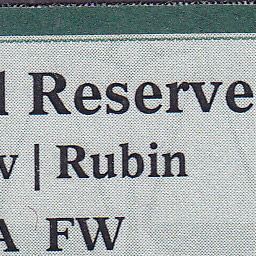 l Reserve
v | Rubin
A FW